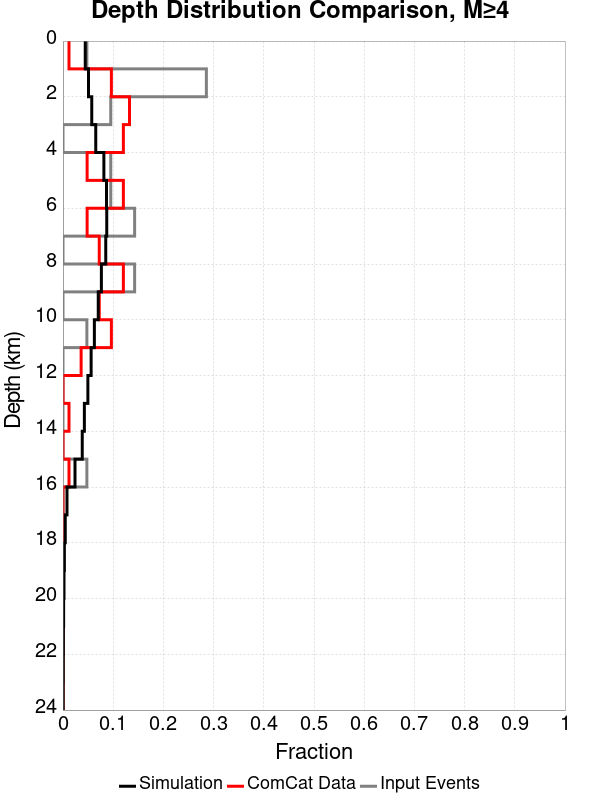 Depth Distribution Comparison, M≥4
0
2
4
6
8
10
12
14
16
18
20
22
24
Depth (km)
0 0.1 0.2 0.3 0.4 0.5 0.6 0.7 0.8 0.9 1
Fraction
Simulation ComCat Data Input Events